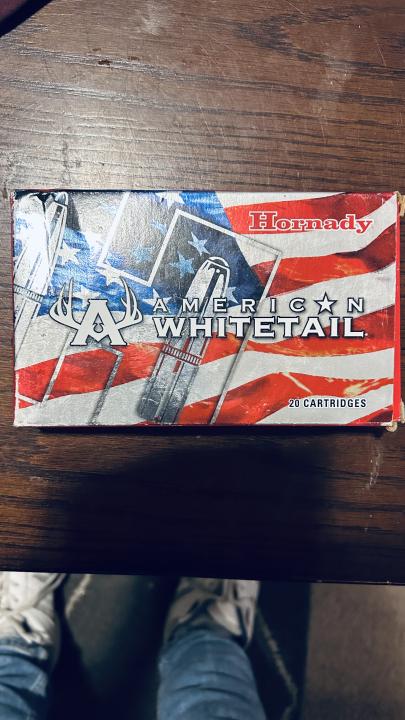 Hornady
A
AMERICAN
WHITETAIL
20 CARTRIDGES